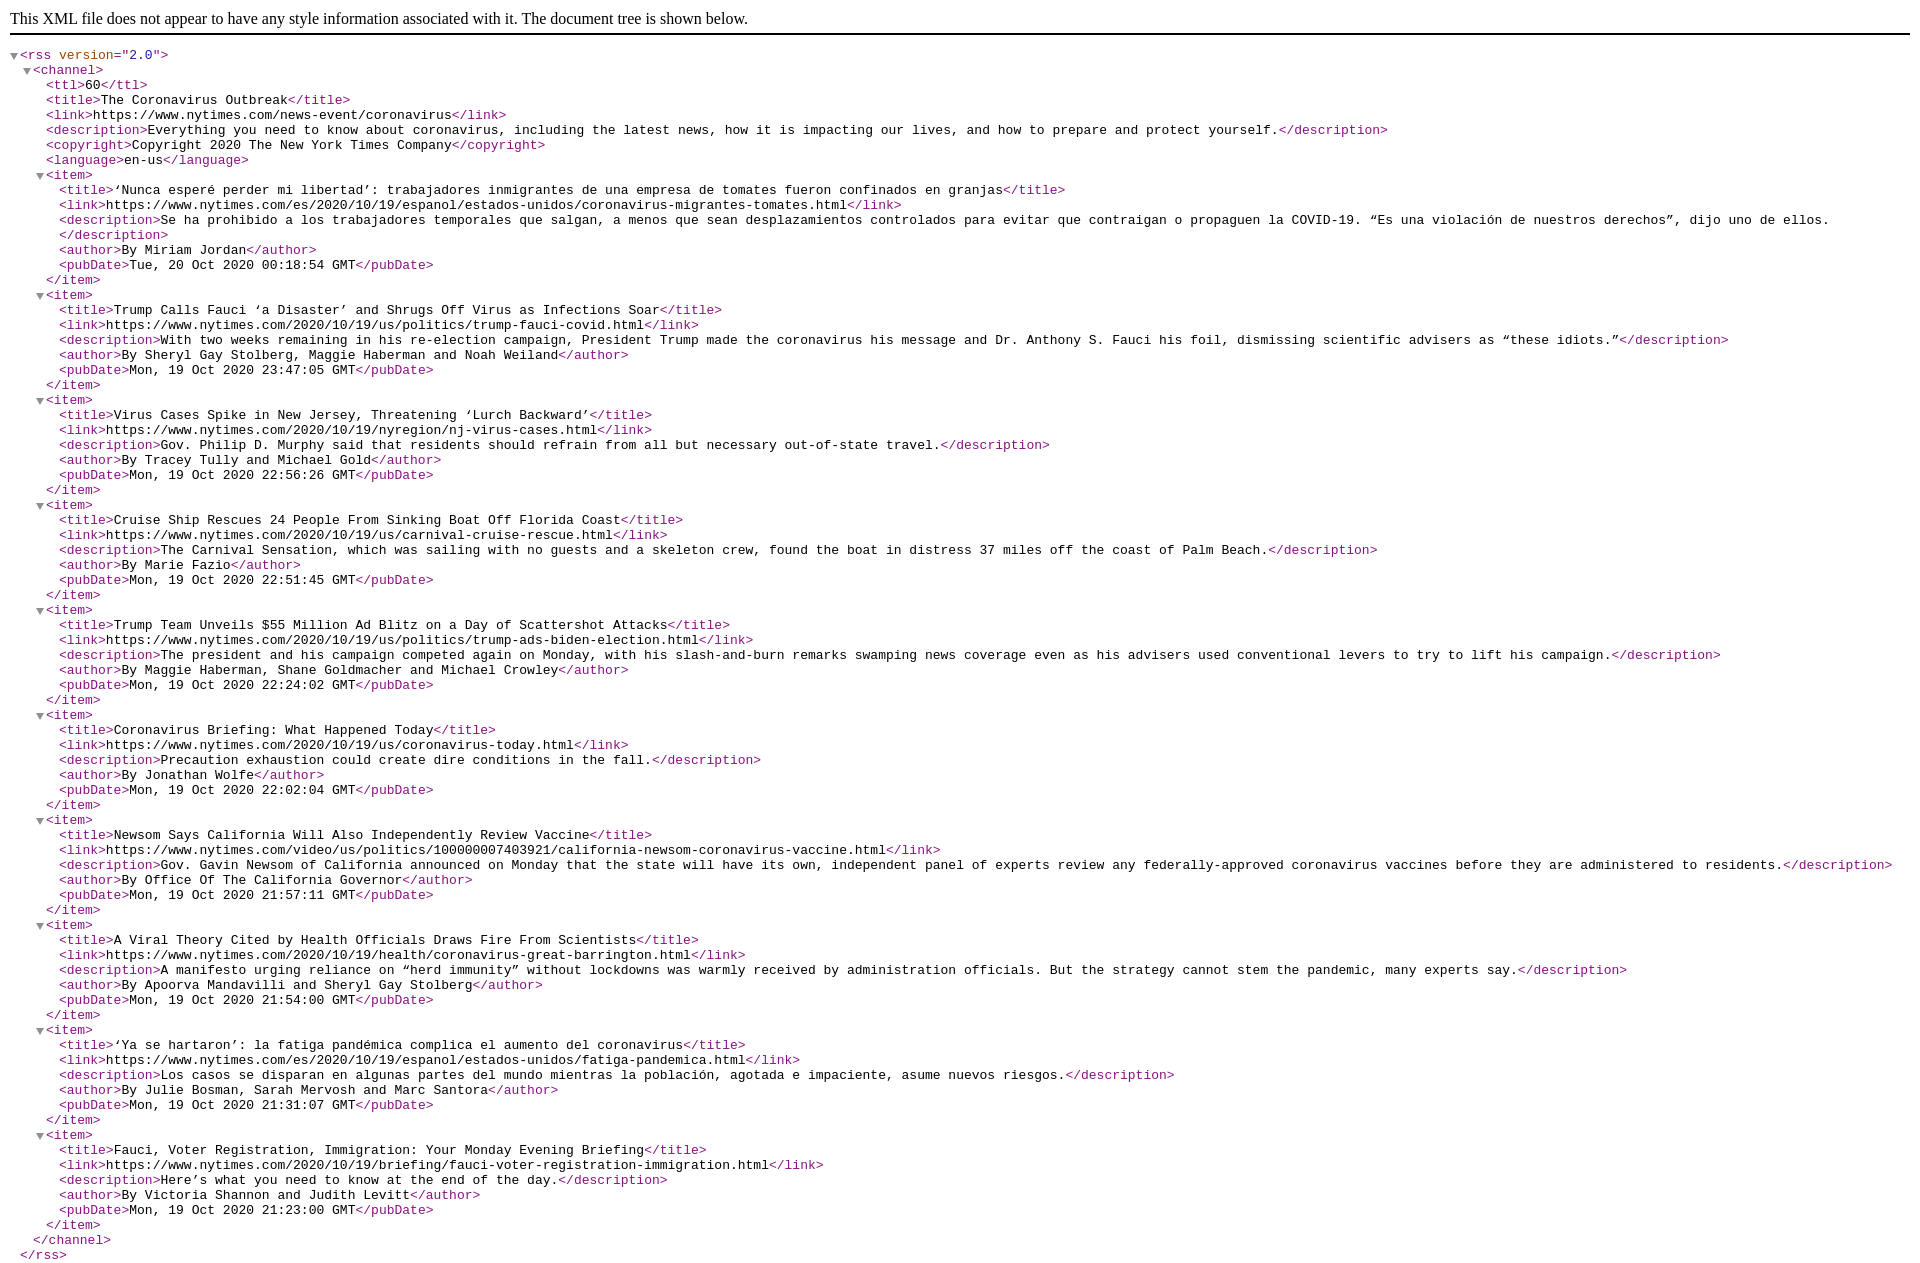 This XML file does not appear to have any style information associated with it. The document tree is shown below.
<rss version="2.0">
<channel>
<ttl>60</ttl>
<title>The Coronavirus Outbreak</title>
<link>https://www.nytimes.com/news-event/coronavirus</link>
<description>Everything you need to know about coronavirus, including the latest news, how it is impacting our lives, and how to prepare and protect yourself.</description>
<copyright>Copyright 2020 The New York Times Company</copyright>
<language>en-us</language>
<item>
<title>‘Nunca esperé perder mi libertad’: trabajadores inmigrantes de una empresa de tomates fueron confinados en granjas</title>
<link>https://www.nytimes.com/es/2020/10/19/espanol/estados-unidos/coronavirus-migrantes-tomates.html</link>
<description>Se ha prohibido a los trabajadores temporales que salgan, a menos que sean desplazamientos controlados para evitar que contraigan o propaguen la COVID-19. “Es una violación de nuestros derechos”, dijo uno de ellos.
</description>
<author>By Miriam Jordan</author>
<pubDate>Tue, 20 Oct 2020 00:18:54 GMT</pubDate>
</item>
<item>
<title>Trump Calls Fauci ‘a Disaster’ and Shrugs Off Virus as Infections Soar</title>
<link>https://www.nytimes.com/2020/10/19/us/politics/trump-fauci-covid.html</link>
<description>With two weeks remaining in his re-election campaign, President Trump made the coronavirus his message and Dr. Anthony S. Fauci his foil, dismissing scientific advisers as “these idiots.”</description>
<author>By Sheryl Gay Stolberg, Maggie Haberman and Noah Weiland</author>
<pubDate>Mon, 19 Oct 2020 23:47:05 GMT</pubDate>
</item>
<item>
<title>Virus Cases Spike in New Jersey, Threatening ‘Lurch Backward’</title>
<link>https://www.nytimes.com/2020/10/19/nyregion/nj-virus-cases.html</link>
<description>Gov. Philip D. Murphy said that residents should refrain from all but necessary out-of-state travel.</description>
<author>By Tracey Tully and Michael Gold</author>
<pubDate>Mon, 19 Oct 2020 22:56:26 GMT</pubDate>
</item>
<item>
<title>Cruise Ship Rescues 24 People From Sinking Boat Off Florida Coast</title>
<link>https://www.nytimes.com/2020/10/19/us/carnival-cruise-rescue.html</link>
<description>The Carnival Sensation, which was sailing with no guests and a skeleton crew, found the boat in distress 37 miles off the coast of Palm Beach.</description>
<author>By Marie Fazio</author>
<pubDate>Mon, 19 Oct 2020 22:51:45 GMT</pubDate>
</item>
<item>
<title>Trump Team Unveils $55 Million Ad Blitz on a Day of Scattershot Attacks</title>
<link>https://www.nytimes.com/2020/10/19/us/politics/trump-ads-biden-election.html</link>
<description>The president and his campaign competed again on Monday, with his slash-and-burn remarks swamping news coverage even as his advisers used conventional levers to try to lift his campaign.</description>
<author>By Maggie Haberman, Shane Goldmacher and Michael Crowley</author>
<pubDate>Mon, 19 Oct 2020 22:24:02 GMT</pubDate>
</item>
<item>
<title>Coronavirus Briefing: What Happened Today</title>
<link>https://www.nytimes.com/2020/10/19/us/coronavirus-today.html</link>
<description>Precaution exhaustion could create dire conditions in the fall.</description>
<author>By Jonathan Wolfe</author>
<pubDate>Mon, 19 Oct 2020 22:02:04 GMT</pubDate>
</item>
<item>
<title>Newsom Says California Will Also Independently Review Vaccine</title>
<link>https://www.nytimes.com/video/us/politics/100000007403921/california-newsom-coronavirus-vaccine.html</link>
<description>Gov. Gavin Newsom of California announced on Monday that the state will have its own, independent panel of experts review any federally-approved coronavirus vaccines before they are administered to residents.</description>
<author>By Office Of The California Governor</author>
<pubDate>Mon, 19 Oct 2020 21:57:11 GMT</pubDate>
</item>
<item>
<title>A Viral Theory Cited by Health Officials Draws Fire From Scientists</title>
<link>https://www.nytimes.com/2020/10/19/health/coronavirus-great-barrington.html</link>
<description>A manifesto urging reliance on “herd immunity” without lockdowns was warmly received by administration officials. But the strategy cannot stem the pandemic, many experts say.</description>
<author>By Apoorva Mandavilli and Sheryl Gay Stolberg</author>
<pubDate>Mon, 19 Oct 2020 21:54:00 GMT</pubDate>
</item>
<item>
<title>‘Ya se hartaron’: la fatiga pandémica complica el aumento del coronavirus</title>
<link>https://www.nytimes.com/es/2020/10/19/espanol/estados-unidos/fatiga-pandemica.html</link>
<description>Los casos se disparan en algunas partes del mundo mientras la población, agotada e impaciente, asume nuevos riesgos.</description>
<author>By Julie Bosman, Sarah Mervosh and Marc Santora</author>
<pubDate>Mon, 19 Oct 2020 21:31:07 GMT</pubDate>
</item>
<item>
<title>Fauci, Voter Registration, Immigration: Your Monday Evening Briefing</title>
<link>https://www.nytimes.com/2020/10/19/briefing/fauci-voter-registration-immigration.html</link>
<description>Here’s what you need to know at the end of the day.</description>
<author>By Victoria Shannon and Judith Levitt</author>
<pubDate>Mon, 19 Oct 2020 21:23:00 GMT</pubDate>
</item>
</channel>
</rss>